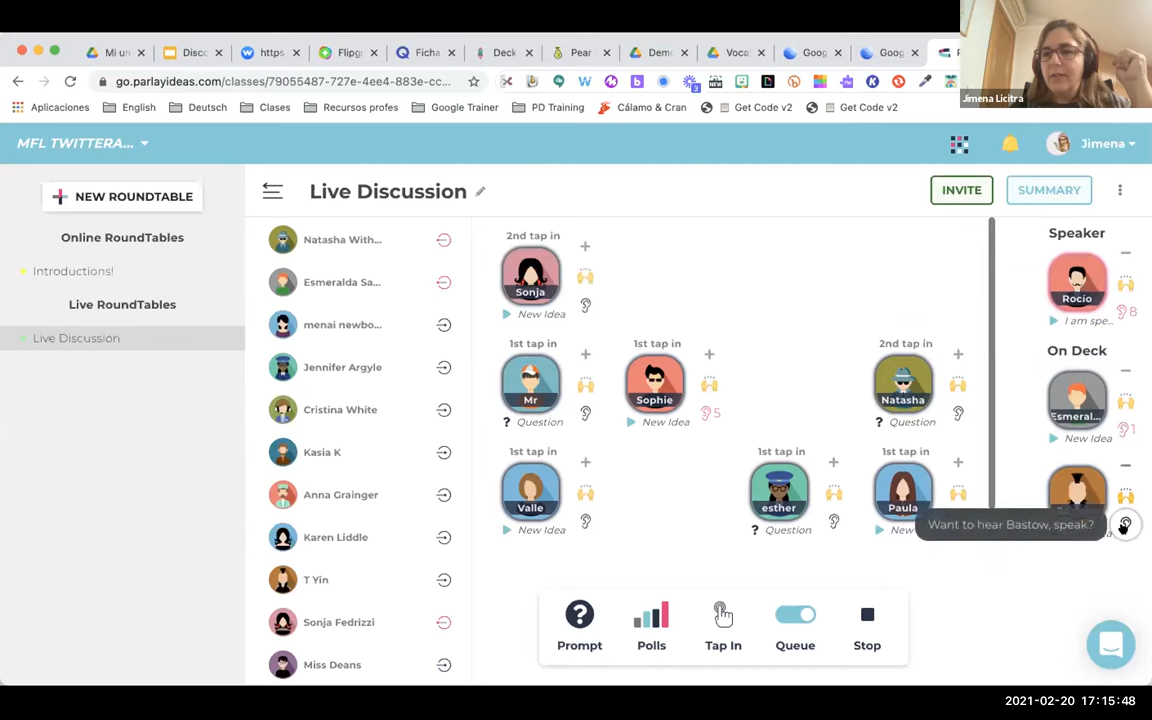 Mi un
Discc
https
Flipgr
Ficha
Deck
Pear
Demc
Voca
Goog
Goog
go.parlayideas.com/classes/79055487-727e-4ee4-883e-cc...
Aplicaciones
English
Deutsch
Clases
Recursos profes
Google Trainer
PD Training
Cálamo & Cran
Get Code v2
Get Code v2
Jimena Licitra
MFL TWITTERA...
Jimena
NEW ROUNDTABLE
Online RoundTables
Introductions!
Live RoundTables
Live Discussion
Live Discussion
INVITE
SUMMARY
Natasha With...
Esmeralda Sa...
menai newbo...
Jennifer Argyle
Cristina White
Kasia K
Anna Grainger
Karen Liddle
T Yin
Sonja Fedrizzi
Miss Deans
2nd tap in
Sonja
New Idea
1st tap in
Mr
? Question
1st tap in
Sophie
5
New Idea
2nd tap in
Natasha
? Question
1st tap in
Valle
New Idea
1st tap in
esther
? Question
1st tap in
Paula
New
Speaker
Rocío
8
I am spe...
On Deck
Esmeral...
1
New Idea
Want to hear Bastow, speak?
Prompt
Polls
Tap In
Queue
Stop
2021-02-20 17:15:48